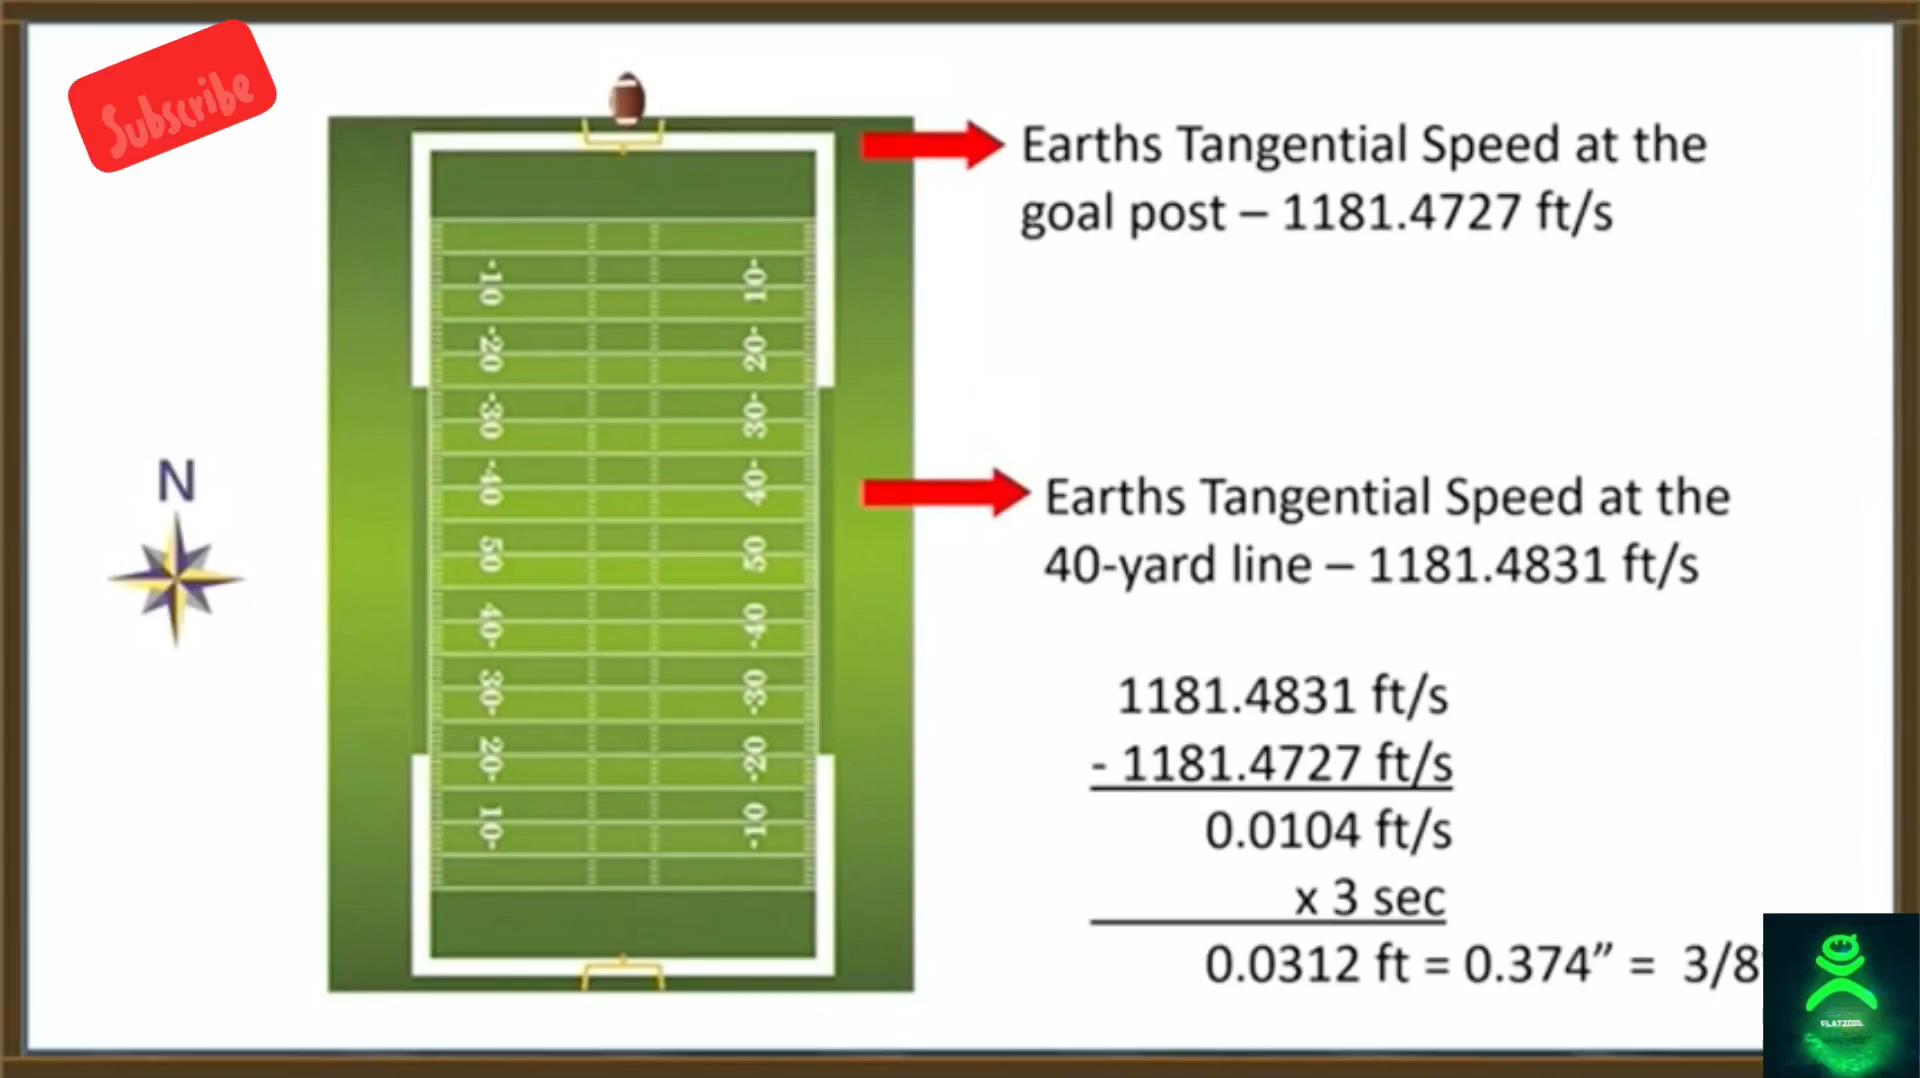 Subscribe
Earths Tangential Speed at the
goal post – 1181.4727 ft/s
10 10
20 20
30 30
N
40 40
Earths Tangential Speed at the
40-yard line – 1181.4831 ft/s
50 50
40 40
30 30
20 20
10 10
1181.4831 ft/s
- 1181.4727 ft/s
0.0104 ft/s
x 3 sec
0.0312 ft = 0.374” = 3/8